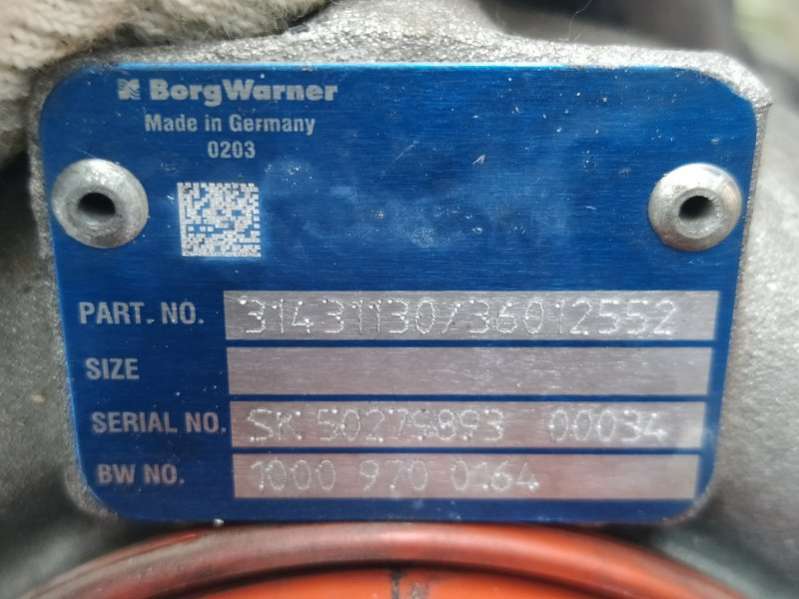 BorgWarner
Made in Germany
0203
PART. NO. 31431130/36012552
SIZE
SERIAL NO. SK 50279893 00034
BW NO. 1000 970 0164